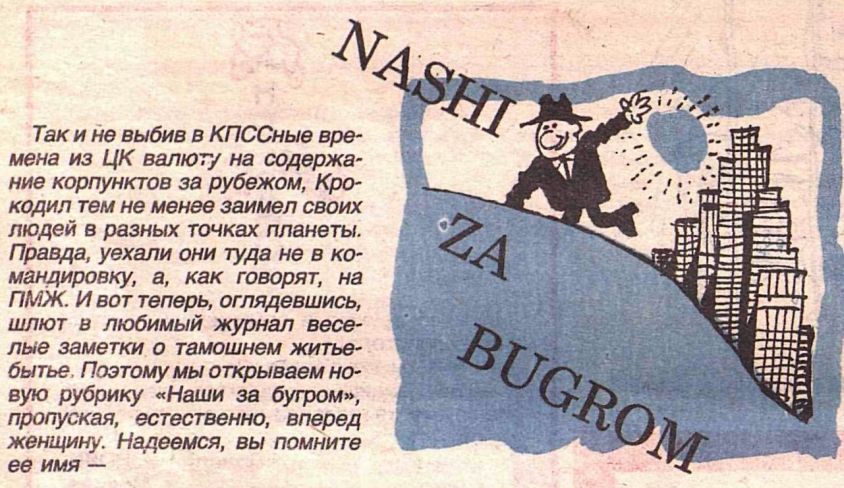 Так и не выбив в КПССные вре-
мена из ЦК валюту на содержа-
ние корпунктов за рубежом, Кро-
кодил тем не менее заимел своих
людей в разных точках планеты.
Правда, уехали они туда не в ко-
мандировку, а, как говорят, на
ПМЖ. И вот теперь, оглядевшись,
шлют в любимый журнал весе-
лые заметки о тамошнем житье-
бытье. Поэтому мы открываем но-
вую рубрику «Наши за бугром»,
пропуская, естественно, вперед
женщину. Надеемся, вы помните
ее имя —
NASHI
ZA
BUGROM